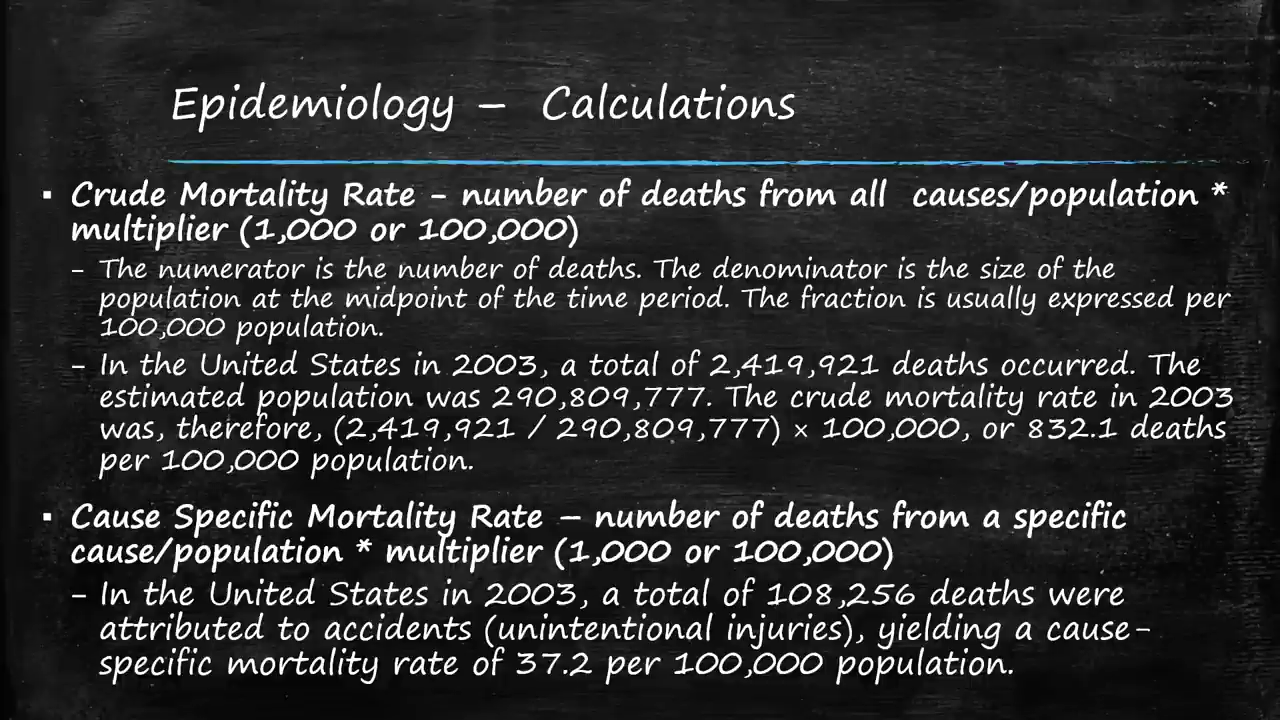 Epidemiology – Calculations
▪ Crude Mortality Rate - number of deaths from all causes/population *
multiplier (1,000 or 100,000)
– The numerator is the number of deaths. The denominator is the size of the
population at the midpoint of the time period. The fraction is usually expressed per
100,000 population.
– In the United States in 2003, a total of 2,419,921 deaths occurred. The
estimated population was 290,809,777. The crude mortality rate in 2003
was, therefore, (2,419,921 / 290,809,777) × 100,000, or 832.1 deaths
per 100,000 population.
▪ Cause Specific Mortality Rate – number of deaths from a specific
cause/population * multiplier (1,000 or 100,000)
– In the United States in 2003, a total of 108,256 deaths were
attributed to accidents (unintentional injuries), yielding a cause-
specific mortality rate of 37.2 per 100,000 population.